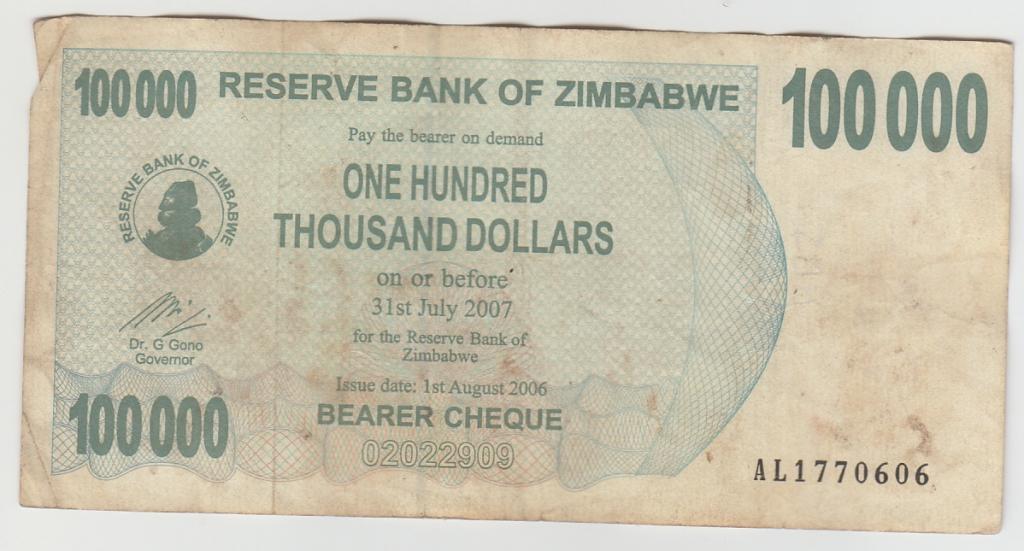 100 000 RESERVE BANK OF ZIMBABWE 100 000
Pay the bearer on demand
ONE HUNDRED
THOUSAND DOLLARS
RESERVE BANK OF ZIMBABWE
on or before
31st July 2007
for the Reserve Bank of
Zimbabwe
Dr. G Gono
Governor
Issue date: 1st August 2006
100 000 BEARER CHEQUE
02022909
AL1770606